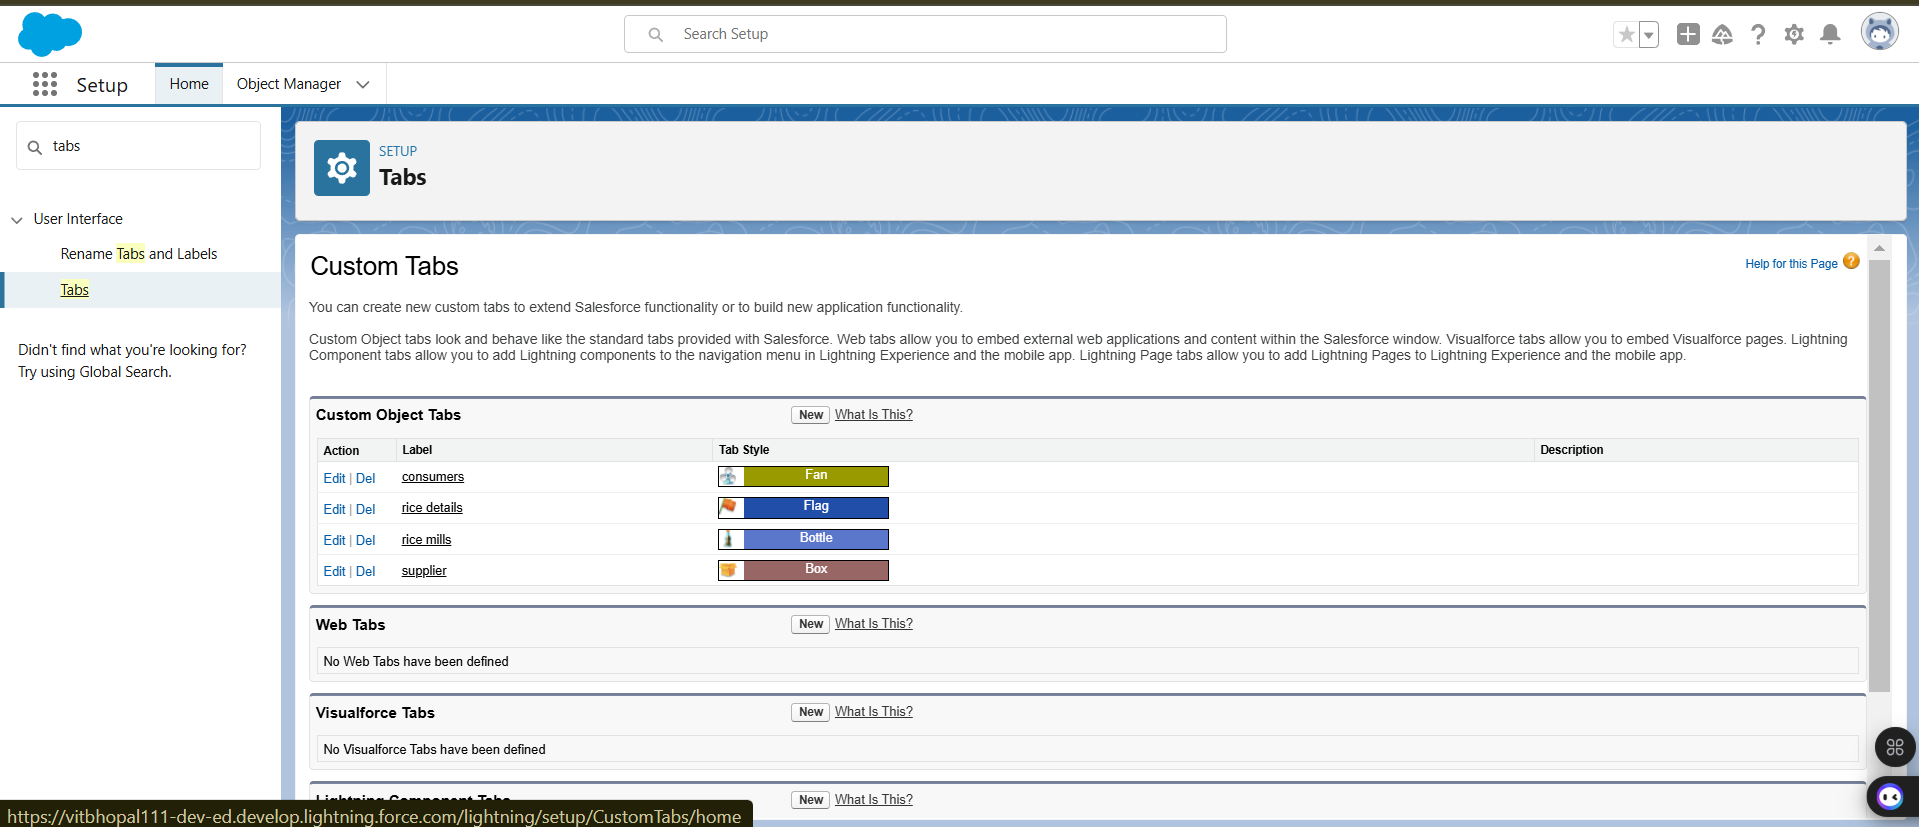 Search Setup
Setup
Home
Object Manager
tabs
User Interface
Rename Tabs and Labels
Tabs
Didn't find what you're looking for?
Try using Global Search.
SETUP
Tabs
Custom Tabs
Help for this Page
You can create new custom tabs to extend Salesforce functionality or to build new application functionality.
Custom Object tabs look and behave like the standard tabs provided with Salesforce. Web tabs allow you to embed external web applications and content within the Salesforce window. Visualforce tabs allow you to embed Visualforce pages. Lightning
Component tabs allow you to add Lightning components to the navigation menu in Lightning Experience and the mobile app. Lightning Page tabs allow you to add Lightning Pages to Lightning Experience and the mobile app.
Custom Object Tabs New What Is This?
Action Label Tab Style Description
Edit | Del consumers Fan
Edit | Del rice details Flag
Edit | Del rice mills Bottle
Edit | Del supplier Box
Web Tabs New What Is This?
No Web Tabs have been defined
Visualforce Tabs New What Is This?
No Visualforce Tabs have been defined
Lightning Component Tabs New What Is This?
https://vitbhopal111-dev-ed.develop.lightning.force.com/lightning/setup/CustomTabs/home